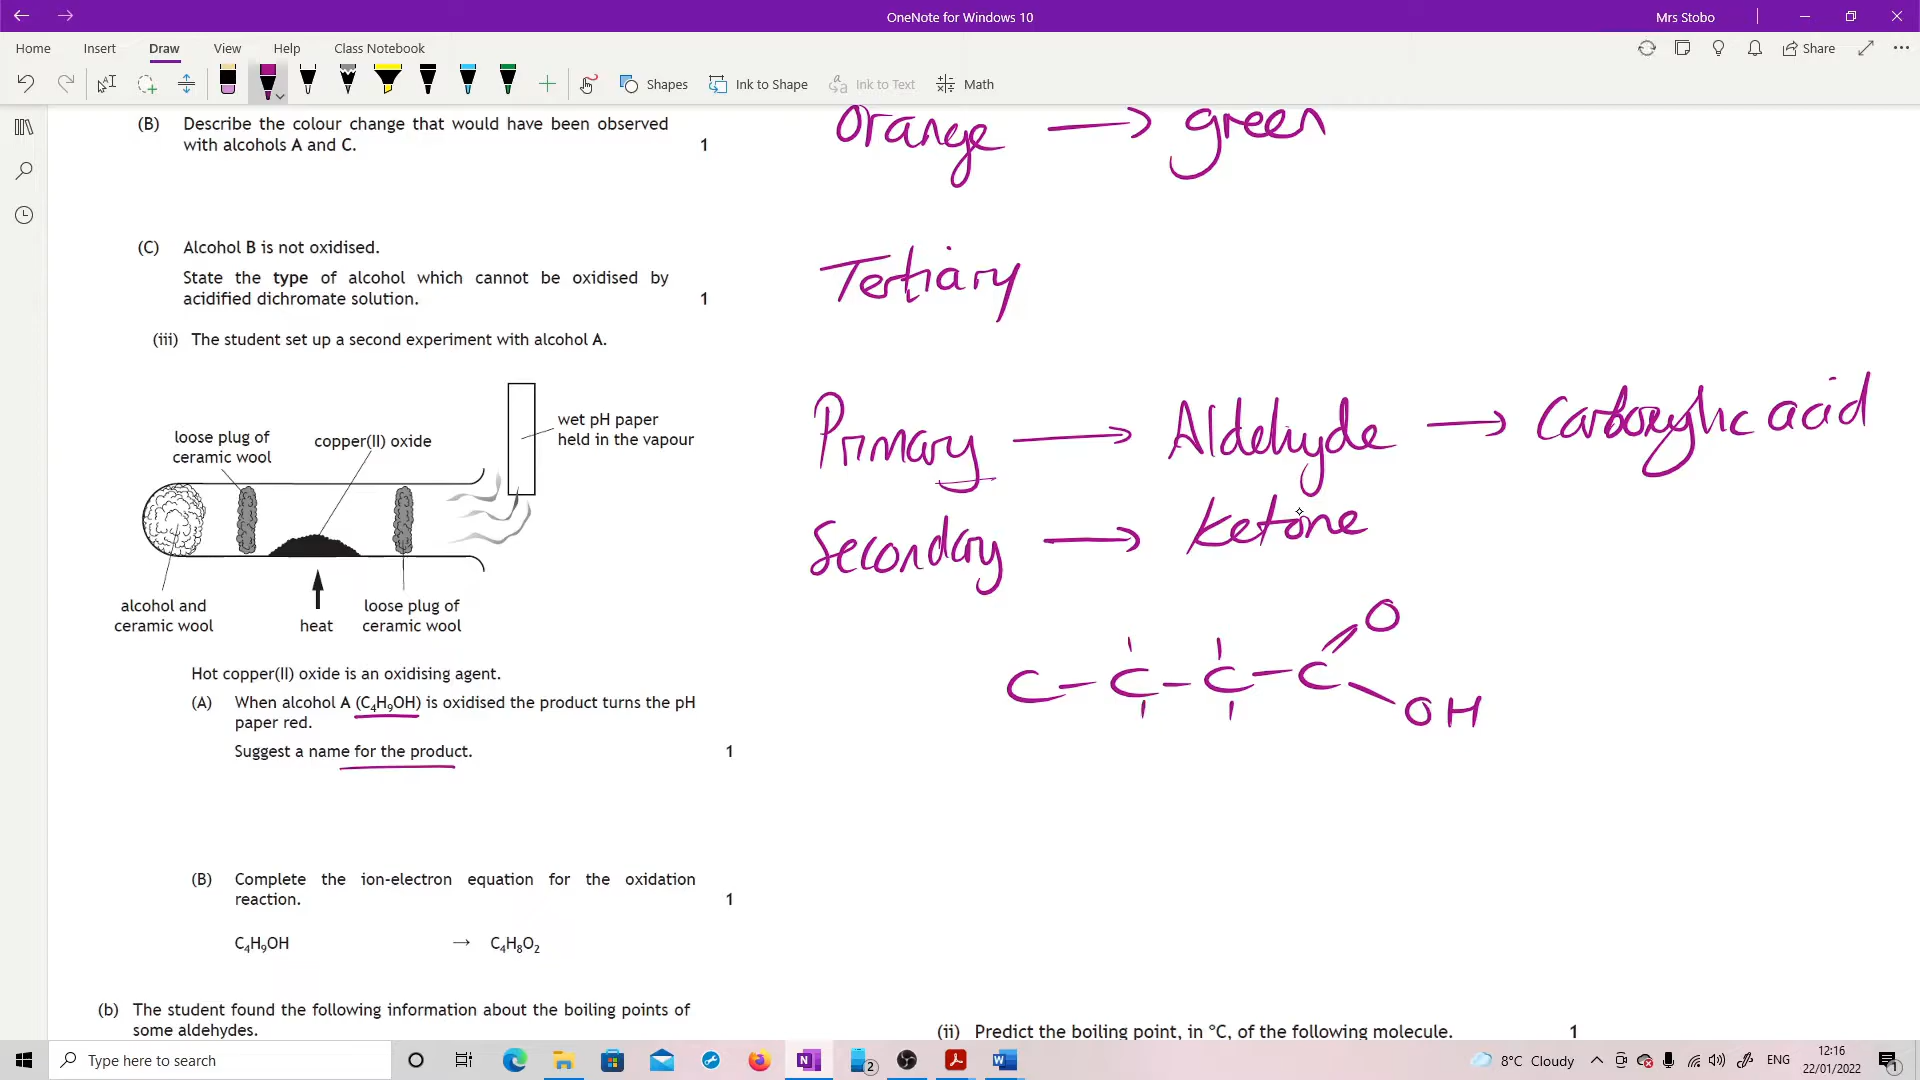 OneNote for Windows 10
Mrs Stobo
Home Insert Draw View Help Class Notebook
Share
Shapes Ink to Shape Ink to Text Math
(B) Describe the colour change that would have been observed
with alcohols A and C. 1
Orange → green
(C) Alcohol B is not oxidised.
State the type of alcohol which cannot be oxidised by
acidified dichromate solution. 1
Tertiary
(iii) The student set up a second experiment with alcohol A.
wet pH paper
held in the vapour
loose plug of
ceramic wool
copper(II) oxide
alcohol and
ceramic wool
heat
loose plug of
ceramic wool
Primary → Aldehyde → Carboxylic acid
Secondary → Ketone
O
C - C - C - C
OH
Hot copper(II) oxide is an oxidising agent.
(A) When alcohol A (C₄H₉OH) is oxidised the product turns the pH
paper red.
Suggest a name for the product. 1
(B) Complete the ion-electron equation for the oxidation
reaction. 1
C₄H₉OH → C₄H₈O₂
(b) The student found the following information about the boiling points of
some aldehydes.
(ii) Predict the boiling point, in °C, of the following molecule. 1
Type here to search
2
8°C Cloudy
ENG
12:16
22/01/2022
1